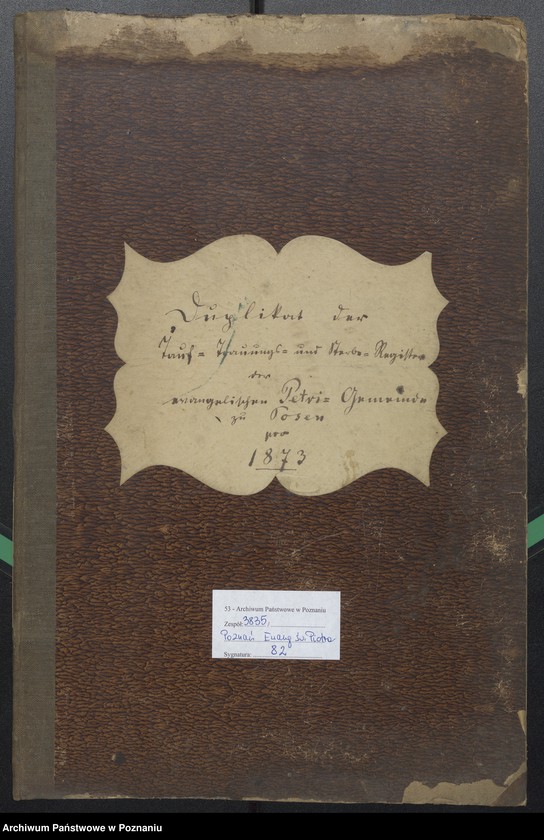 Duplikat der
Tauf= Trauungs= und Sterbe= Register
der
evangelischen Petri= Gemeinde
zu Posen
pro
1873
53 - Archiwum Państwowe w Poznaniu
Zespół: 3835,
Poznań Ewang. św. Piotra
Sygnatura: 82
Archiwum Państwowe w Poznaniu